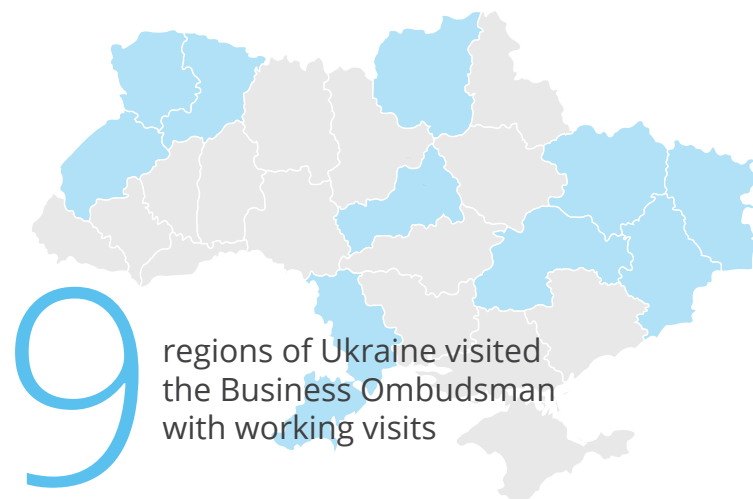 9
regions of Ukraine visited
the Business Ombudsman
with working visits